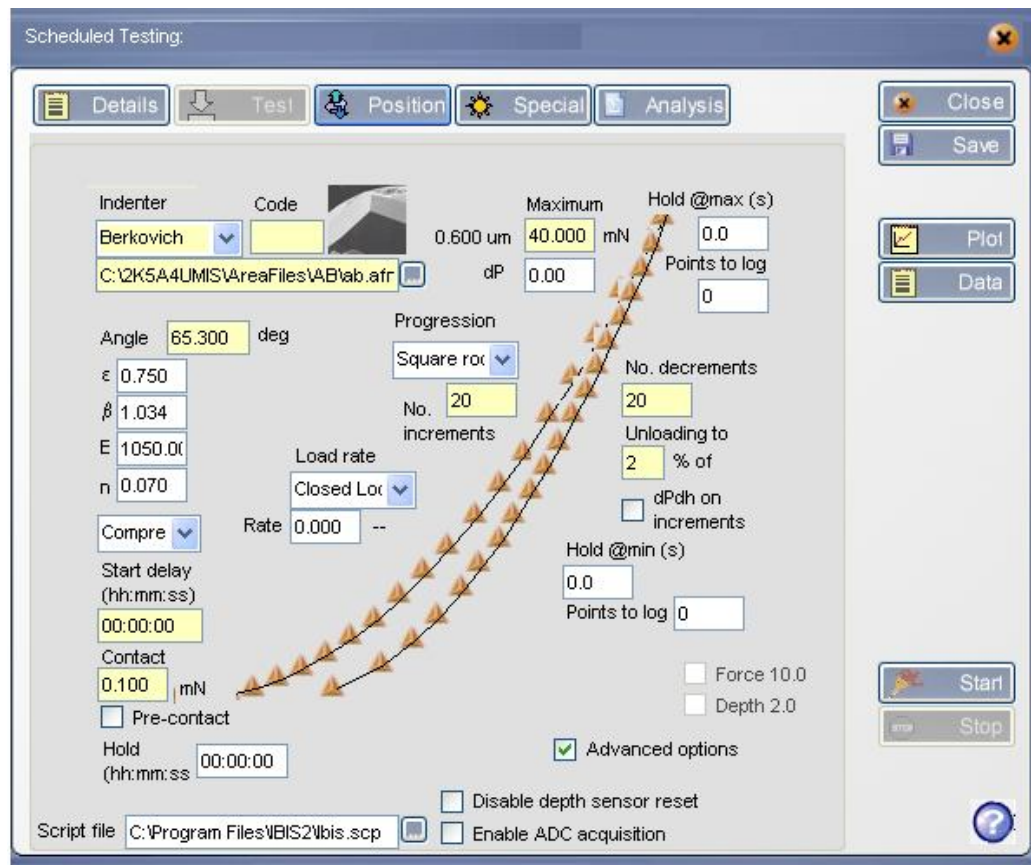 Scheduled Testing:
Details Test Position Special Analysis
Close
Save
Plot
Data
Indenter Code Maximum Hold @max (s)
Berkovich 0.600 um 40.000 mN 0.0
C:\2K5A4UMIS\AreaFiles\AB\ab.afr dP 0.00 Points to log
0
Angle 65.300 deg Progression
ε 0.750 Square roo No. decrements
β 1.034 No. increments 20 20
E 1050.00 Unloading to
Load rate 2 % of
n 0.070 Closed Loo dPdh on increments
Compre Rate 0.000 --
Hold @min (s)
Start delay
(hh:mm:ss) 0.0
00:00:00 Points to log 0
Contact
0.100 mN Force 10.0
Pre-contact Depth 2.0
Start
Stop
Hold
(hh:mm:ss 00:00:00 Advanced options
Disable depth sensor reset
Script file C:\Program Files\IBIS2\Ibis.scp Enable ADC acquisition